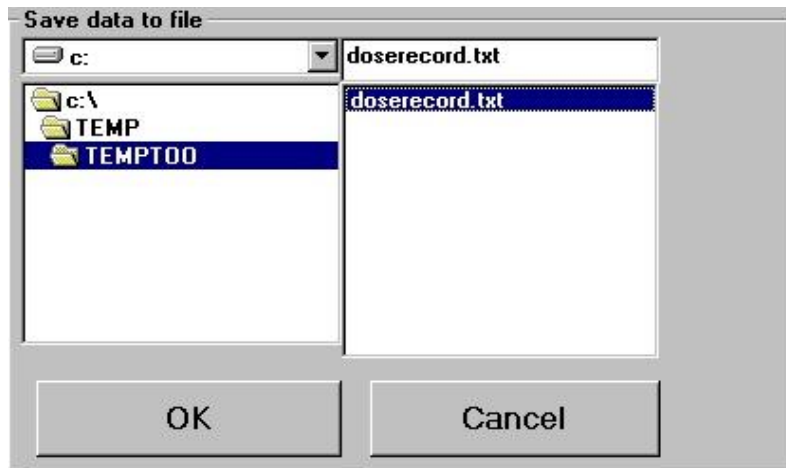 Save data to file
c:
doserecord.txt
c:\
TEMP
TEMPTOO
doserecord.txt
OK
Cancel